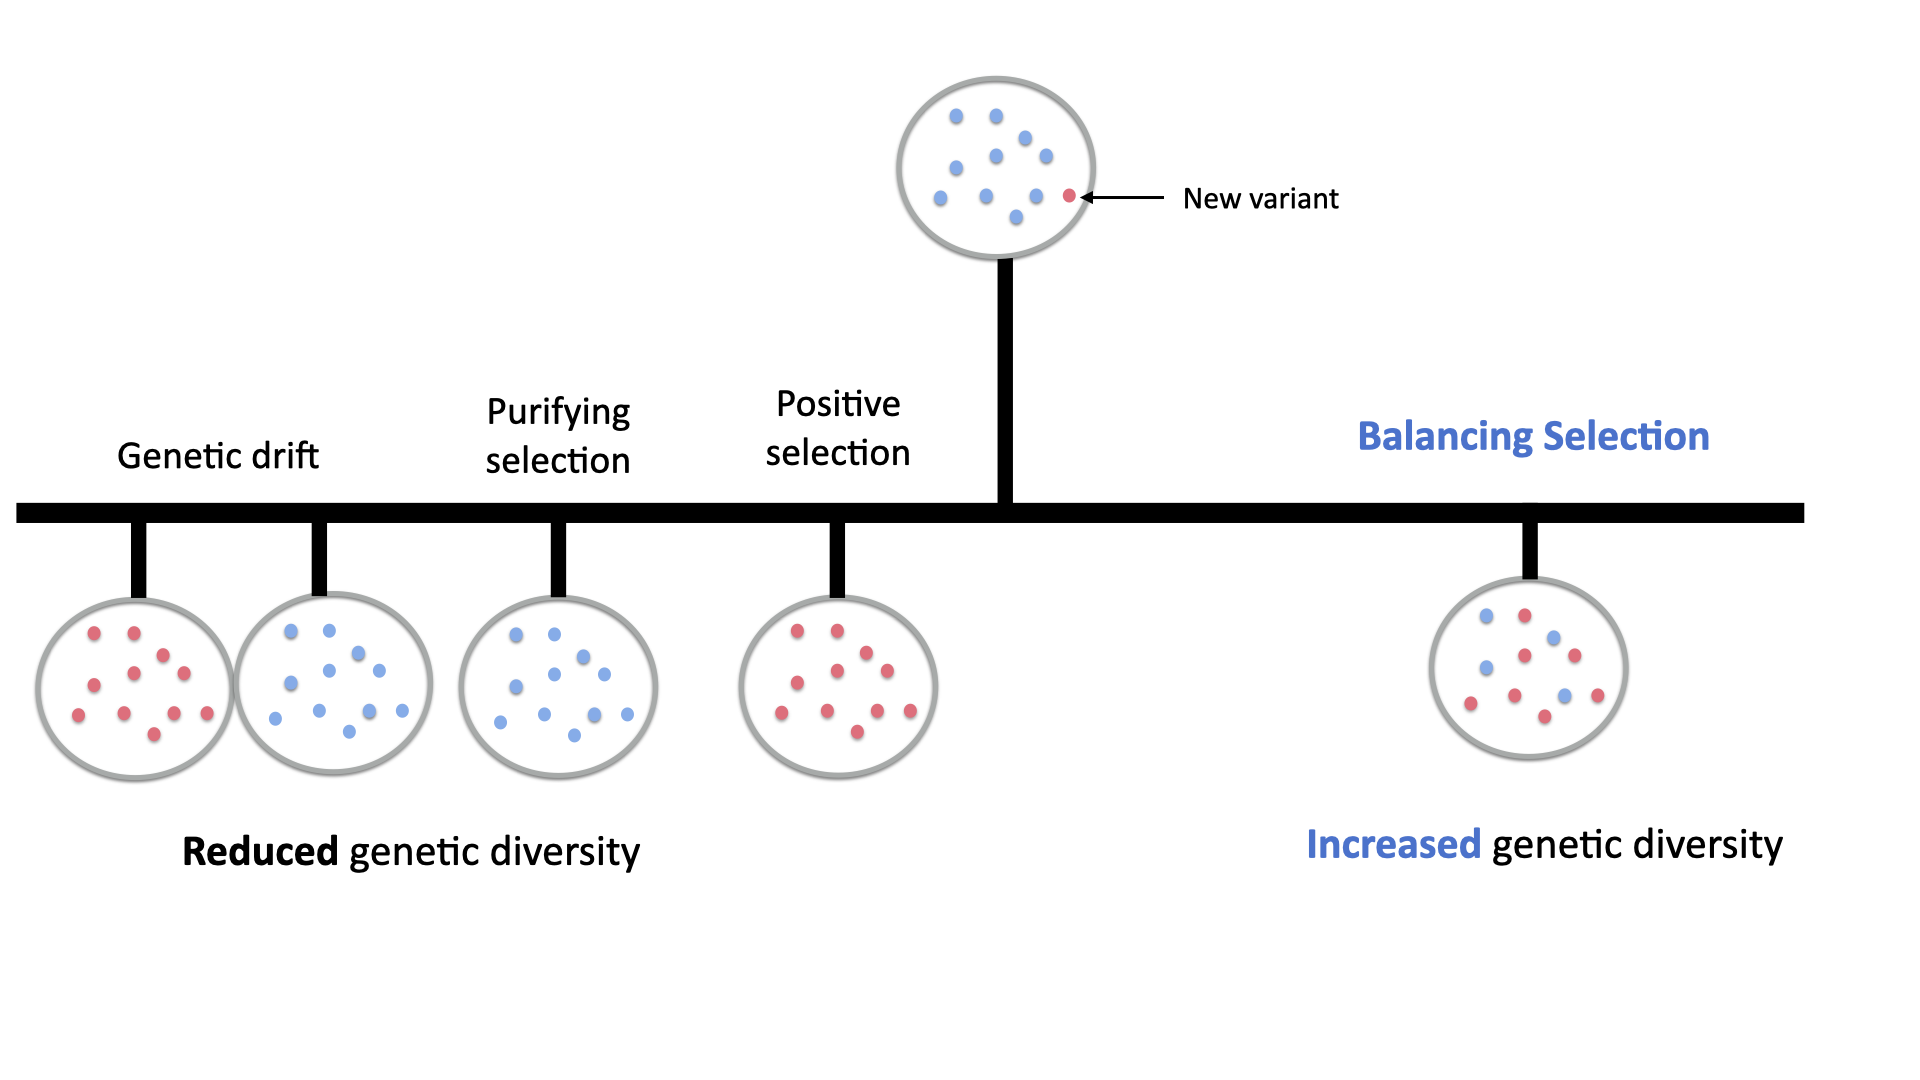 New variant
Genetic drift
Purifying
selection
Positive
selection
Balancing Selection
Reduced genetic diversity
Increased genetic diversity